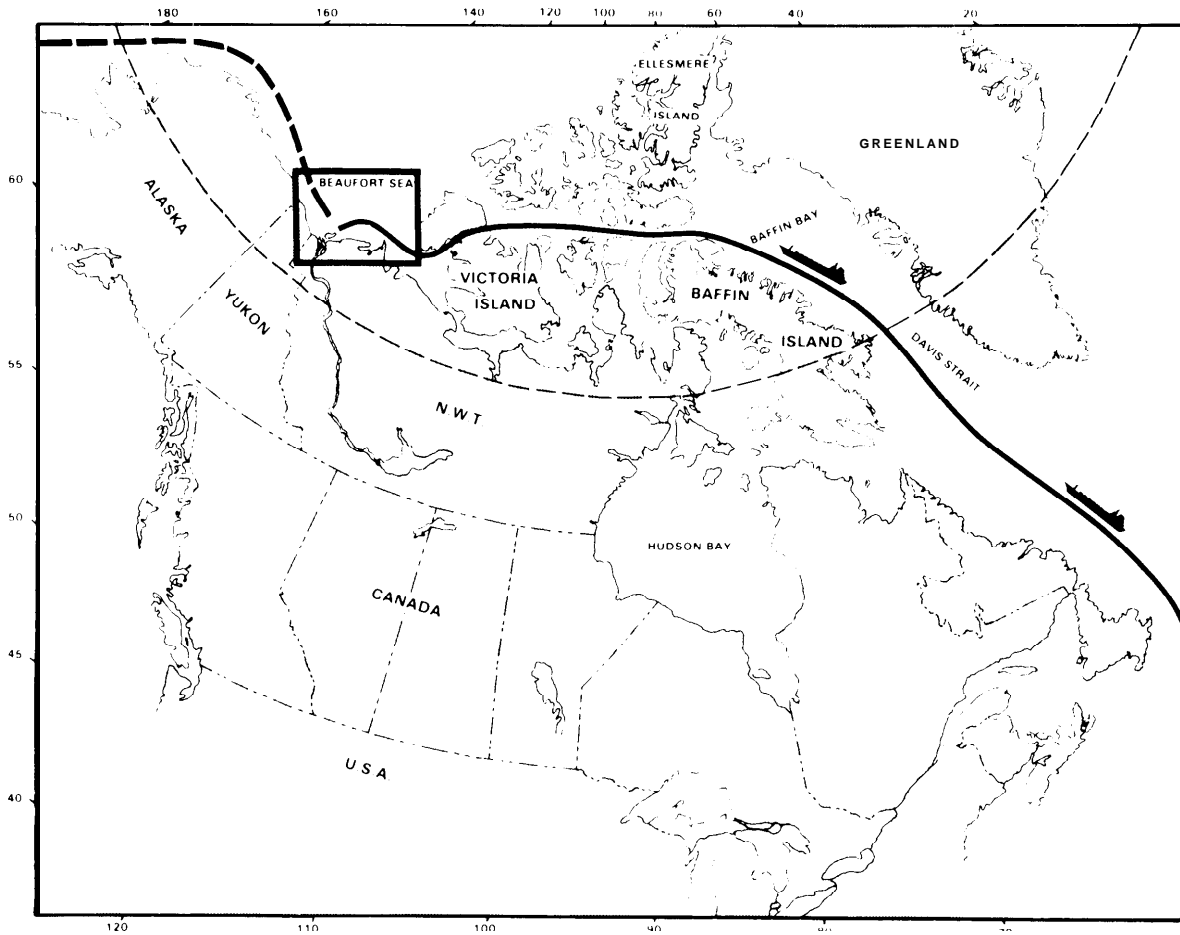 180 160 140 120 100 80 60 40 20
ELLESMERE
ISLAND
GREENLAND
60
BEAUFORT SEA
ALASKA
BAFFIN BAY
VICTORIA
ISLAND
BAFFIN
ISLAND
YUKON
DAVIS STRAIT
55
N.W.T.
50
HUDSON BAY
CANADA
45
U.S.A.
40
120 110 100 90 80 70